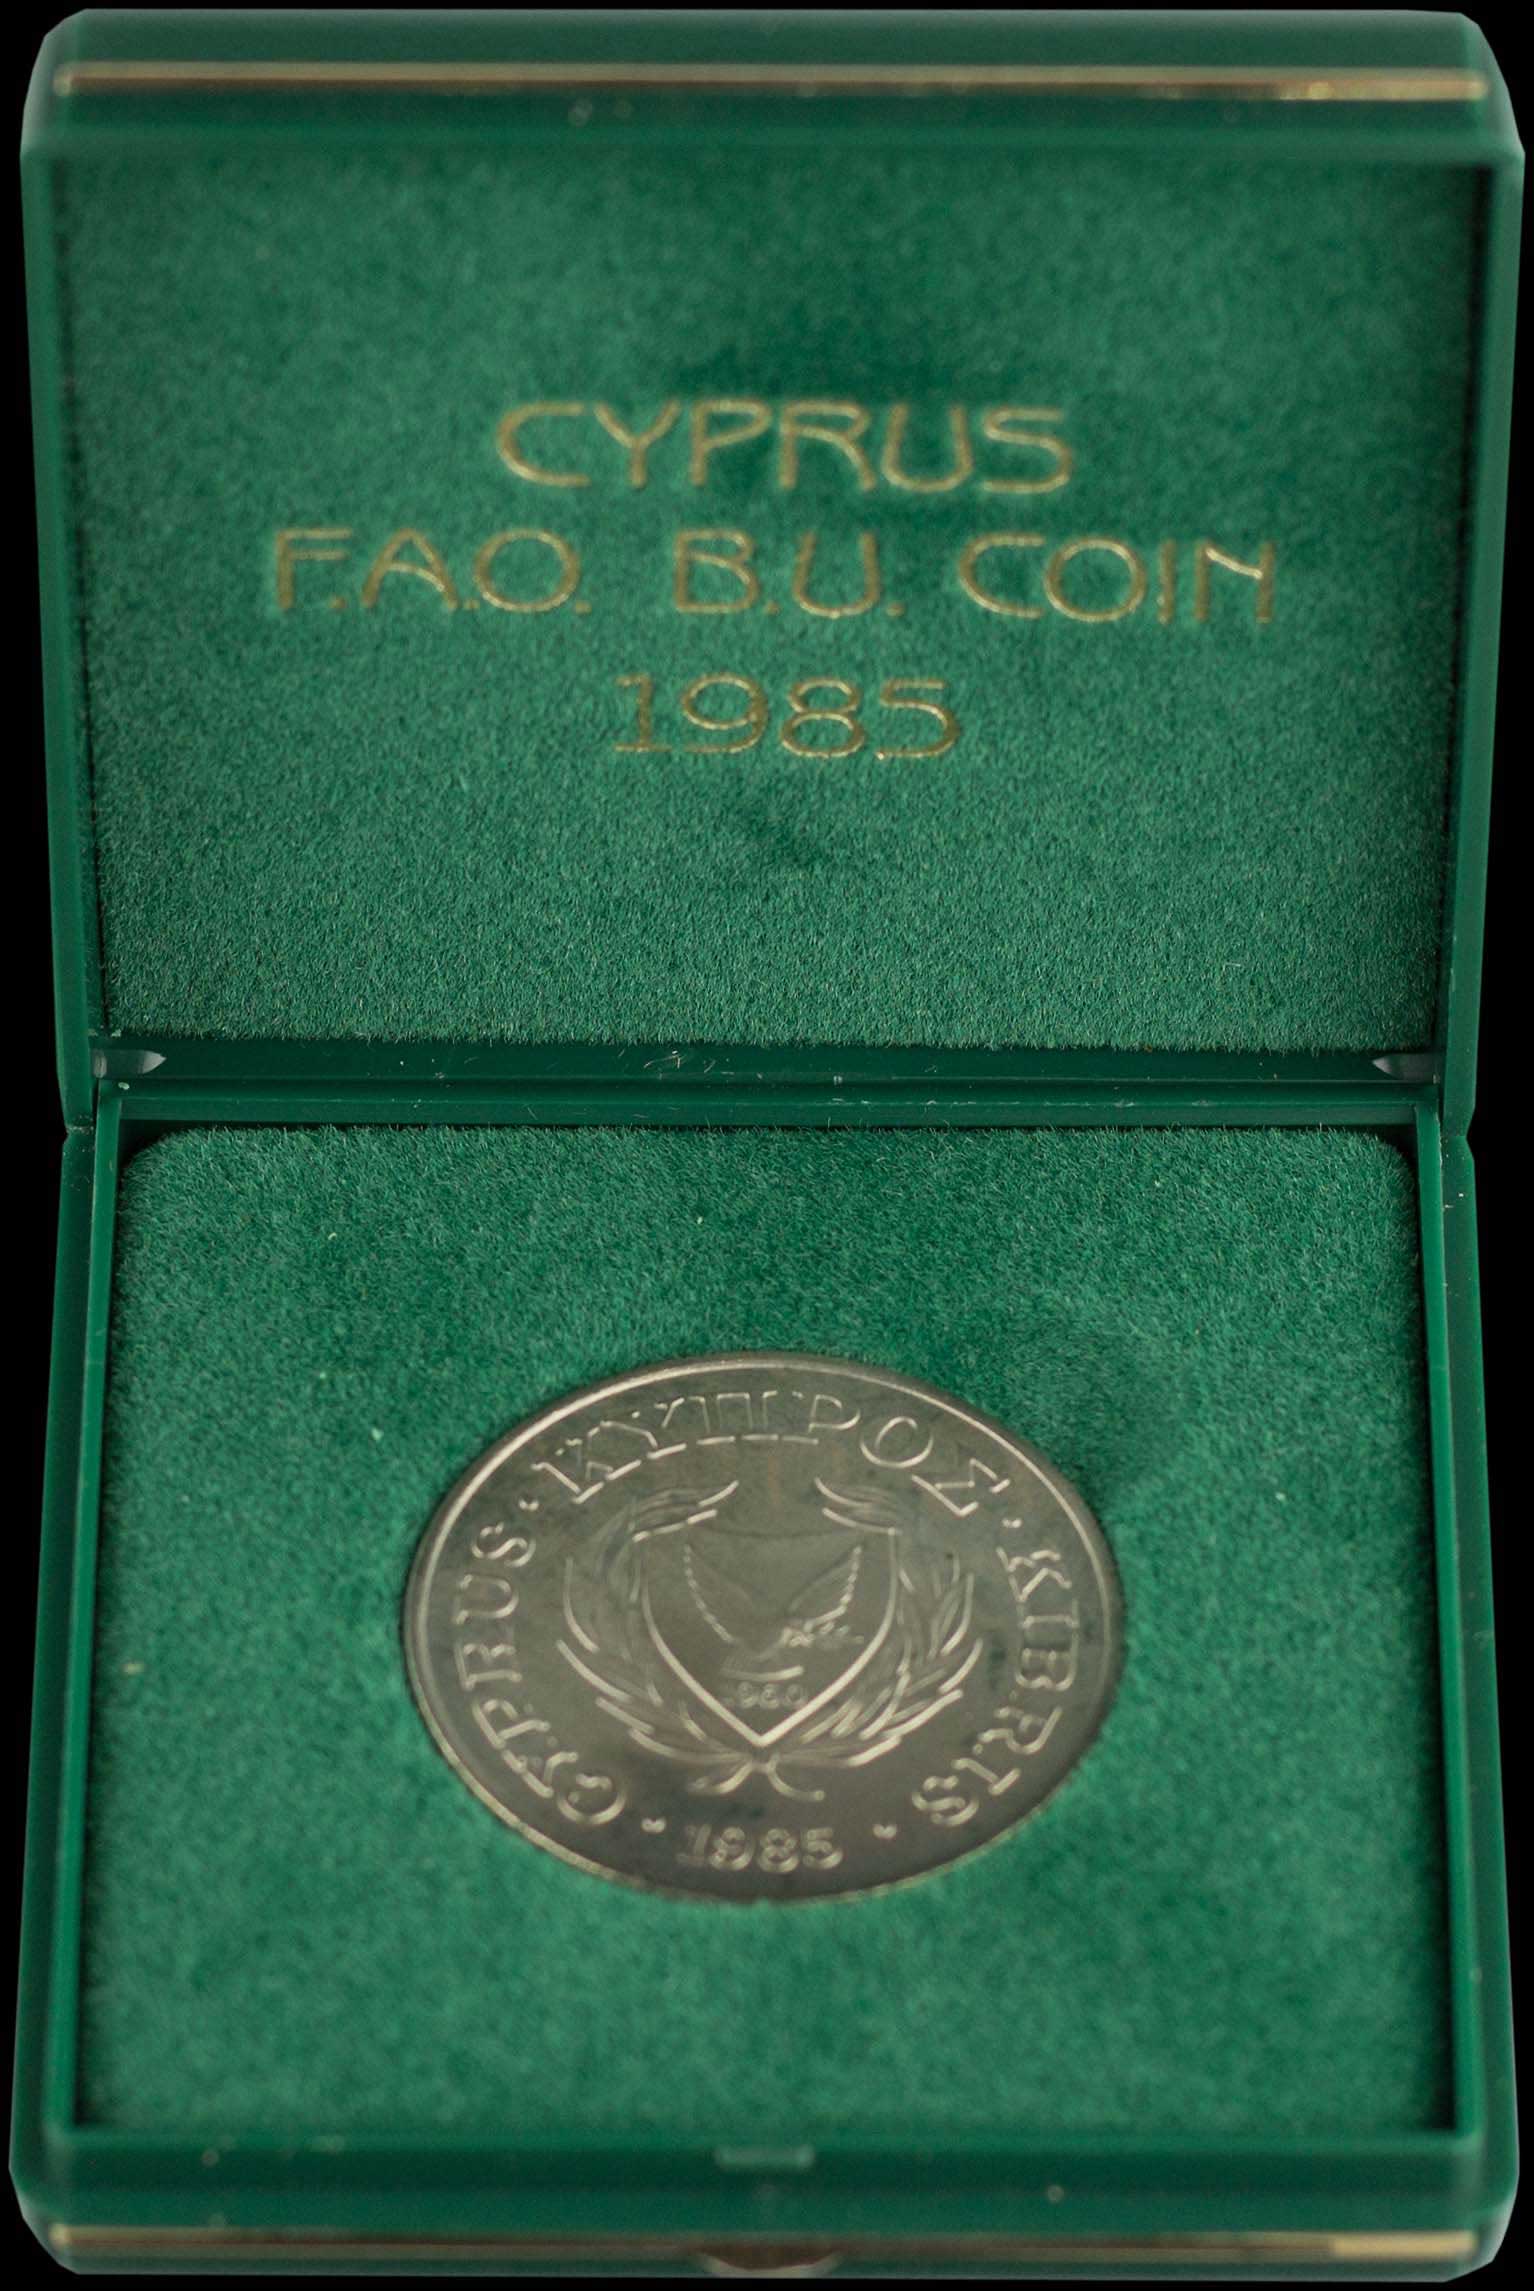 CYPRUS
F.A.O. B.U. COIN
1985
CYPRUS · ΚΥΠΡΟΣ · KIBRIS · 1985 ·
1960